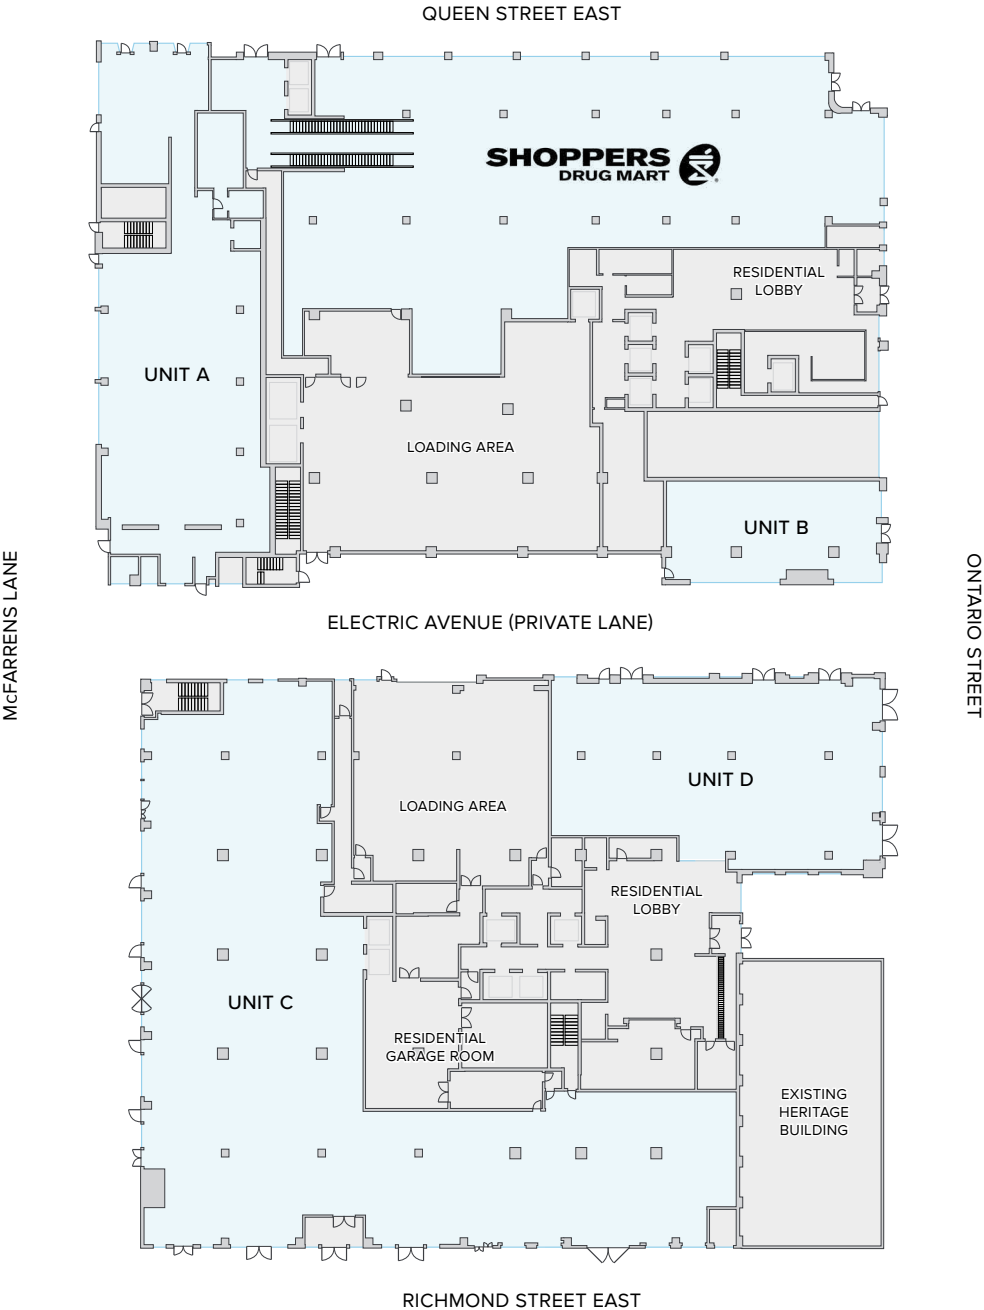 QUEEN STREET EAST
SHOPPERS
DRUG MART
RESIDENTIAL
LOBBY
UNIT A
LOADING AREA
UNIT B
McFARRENS LANE
ONTARIO STREET
ELECTRIC AVENUE (PRIVATE LANE)
UNIT D
LOADING AREA
RESIDENTIAL
LOBBY
UNIT C
RESIDENTIAL
GARAGE ROOM
EXISTING
HERITAGE
BUILDING
RICHMOND STREET EAST